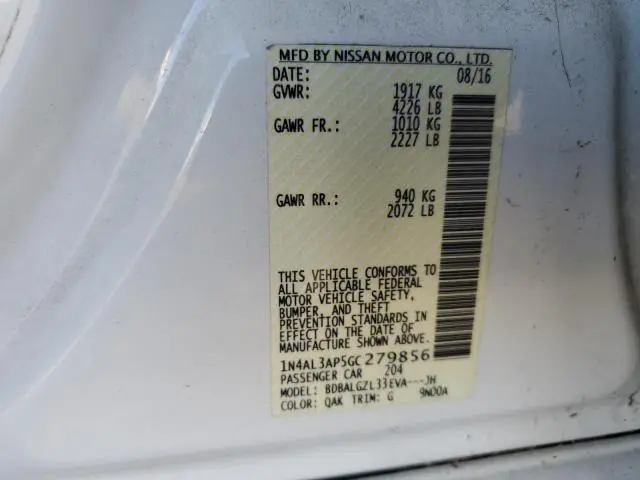 MFD BY NISSAN MOTOR CO., LTD.
DATE: 08/16
GVWR: 1917 KG
4226 LB
GAWR FR.: 1010 KG
2227 LB
GAWR RR.: 940 KG
2072 LB
THIS VEHICLE CONFORMS TO
ALL APPLICABLE FEDERAL
MOTOR VEHICLE SAFETY,
BUMPER, AND THEFT
PREVENTION STANDARDS IN
EFFECT ON THE DATE OF
MANUFACTURE SHOWN ABOVE.
1N4AL3AP5GC279856
PASSENGER CAR 204
MODEL: BDBALGZL33EVA---JH
COLOR: QAK TRIM: G 9N00A